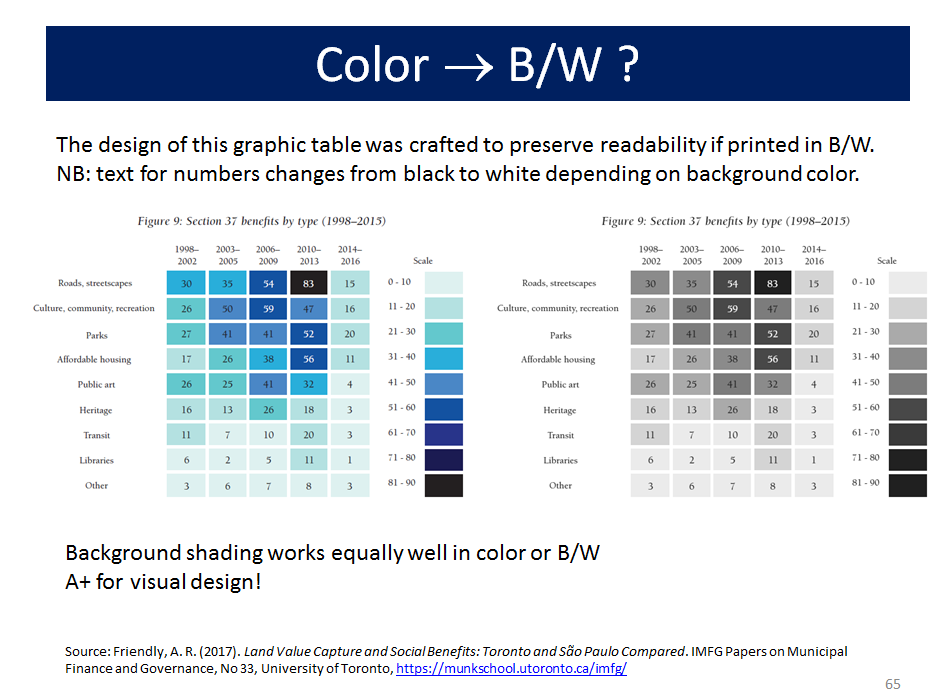 Color → B/W ?
The design of this graphic table was crafted to preserve readability if printed in B/W.
NB: text for numbers changes from black to white depending on background color.
Figure 9: Section 37 benefits by type (1998–2015)
1998– 2003– 2006– 2010– 2014–
2002 2005 2009 2013 2016 Scale
Roads, streetscapes 30 35 54 83 15 0 - 10
Culture, community, recreation 26 50 59 47 16 11 - 20
Parks 27 41 41 52 20 21 - 30
Affordable housing 17 26 38 56 11 31 - 40
Public art 26 25 41 32 4 41 - 50
Heritage 16 13 26 18 3 51 - 60
Transit 11 7 10 20 3 61 - 70
Libraries 6 2 5 11 1 71 - 80
Other 3 6 7 8 3 81 - 90
Figure 9: Section 37 benefits by type (1998–2015)
1998– 2003– 2006– 2010– 2014–
2002 2005 2009 2013 2016 Scale
Roads, streetscapes 30 35 54 83 15 0 - 10
Culture, community, recreation 26 50 59 47 16 11 - 20
Parks 27 41 41 52 20 21 - 30
Affordable housing 17 26 38 56 11 31 - 40
Public art 26 25 41 32 4 41 - 50
Heritage 16 13 26 18 3 51 - 60
Transit 11 7 10 20 3 61 - 70
Libraries 6 2 5 11 1 71 - 80
Other 3 6 7 8 3 81 - 90
Background shading works equally well in color or B/W
A+ for visual design!
Source: Friendly, A. R. (2017). Land Value Capture and Social Benefits: Toronto and São Paulo Compared. IMFG Papers on Municipal
Finance and Governance, No 33, University of Toronto, https://munkschool.utoronto.ca/imfg/
65